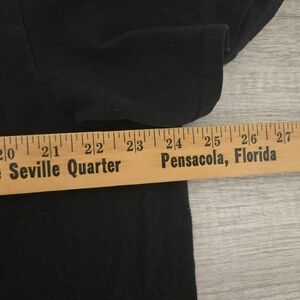 20 21 22 23 24 25 26 27
Seville Quarter Pensacola, Florida